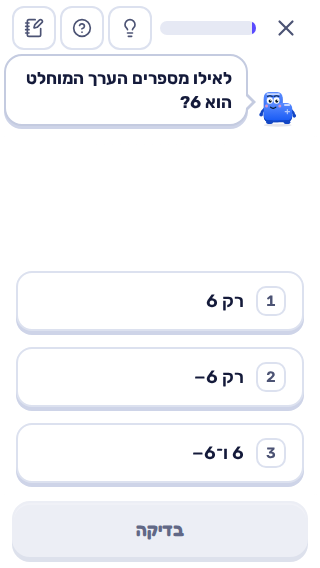 לאילו מספרים הערך המוחלט
הוא 6?
1 רק 6
2 רק 6−
3 6 ו־6−
בדיקה